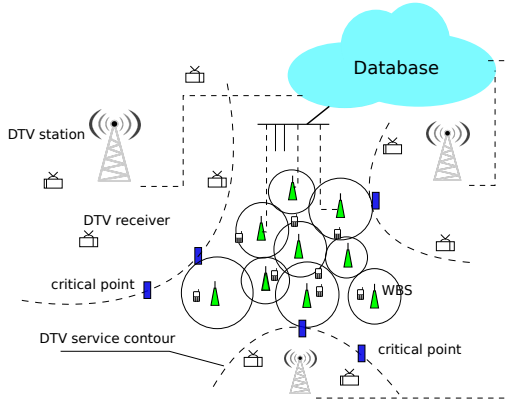 Database
DTV station
DTV receiver
critical point
WBS
DTV service contour
critical point